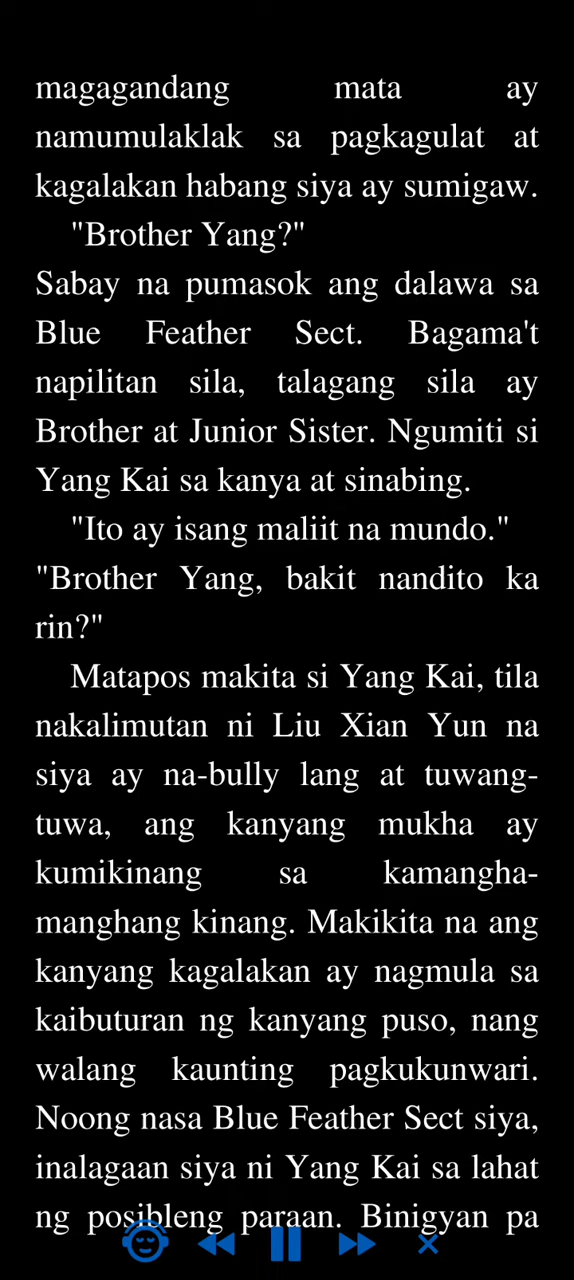 magagandang mata ay
namumulaklak sa pagkagulat at
kagalakan habang siya ay sumigaw.
"Brother Yang?"
Sabay na pumasok ang dalawa sa
Blue Feather Sect. Bagama't
napilitan sila, talagang sila ay
Brother at Junior Sister. Ngumiti si
Yang Kai sa kanya at sinabing.
"Ito ay isang maliit na mundo."
"Brother Yang, bakit nandito ka
rin?"
Matapos makita si Yang Kai, tila
nakalimutan ni Liu Xian Yun na
siya ay na-bully lang at tuwang-
tuwa, ang kanyang mukha ay
kumikinang sa kamangha-
manghang kinang. Makikita na ang
kanyang kagalakan ay nagmula sa
kaibuturan ng kanyang puso, nang
walang kaunting pagkukunwari.
Noong nasa Blue Feather Sect siya,
inalagaan siya ni Yang Kai sa lahat
ng posibleng paraan. Binigyan pa